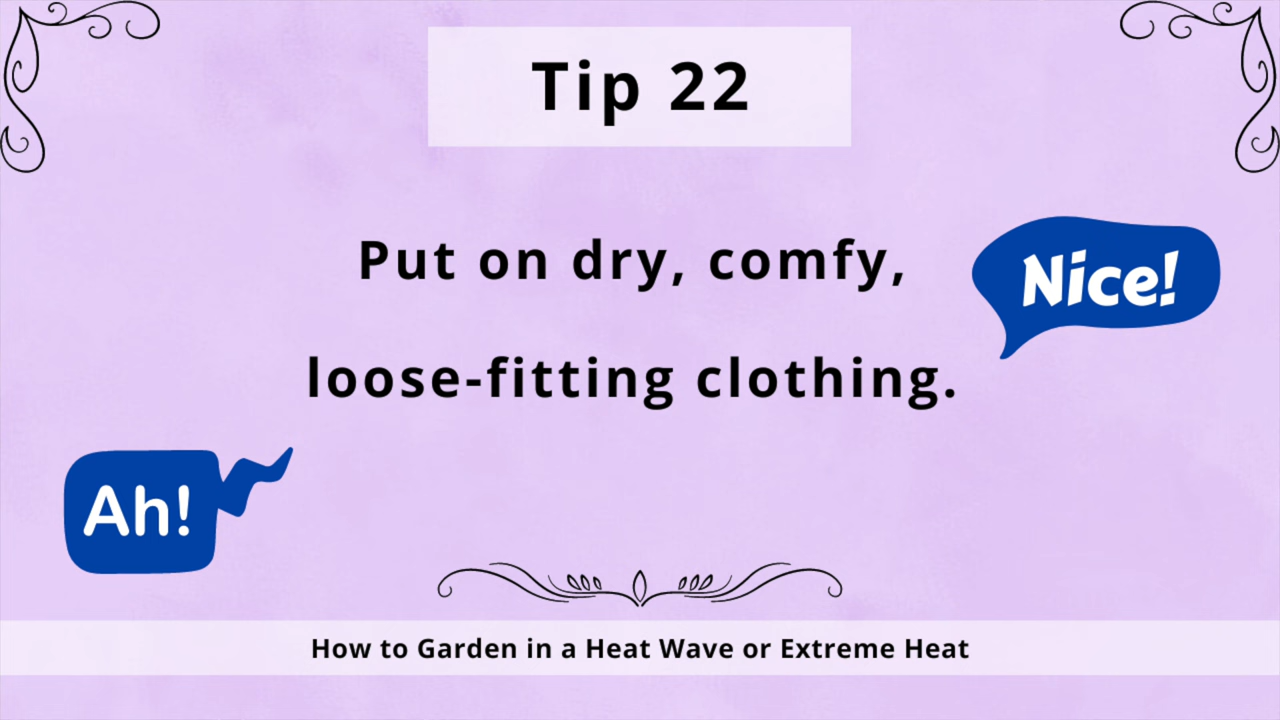 Tip 22
Put on dry, comfy,
Nice!
loose-fitting clothing.
Ah!
How to Garden in a Heat Wave or Extreme Heat